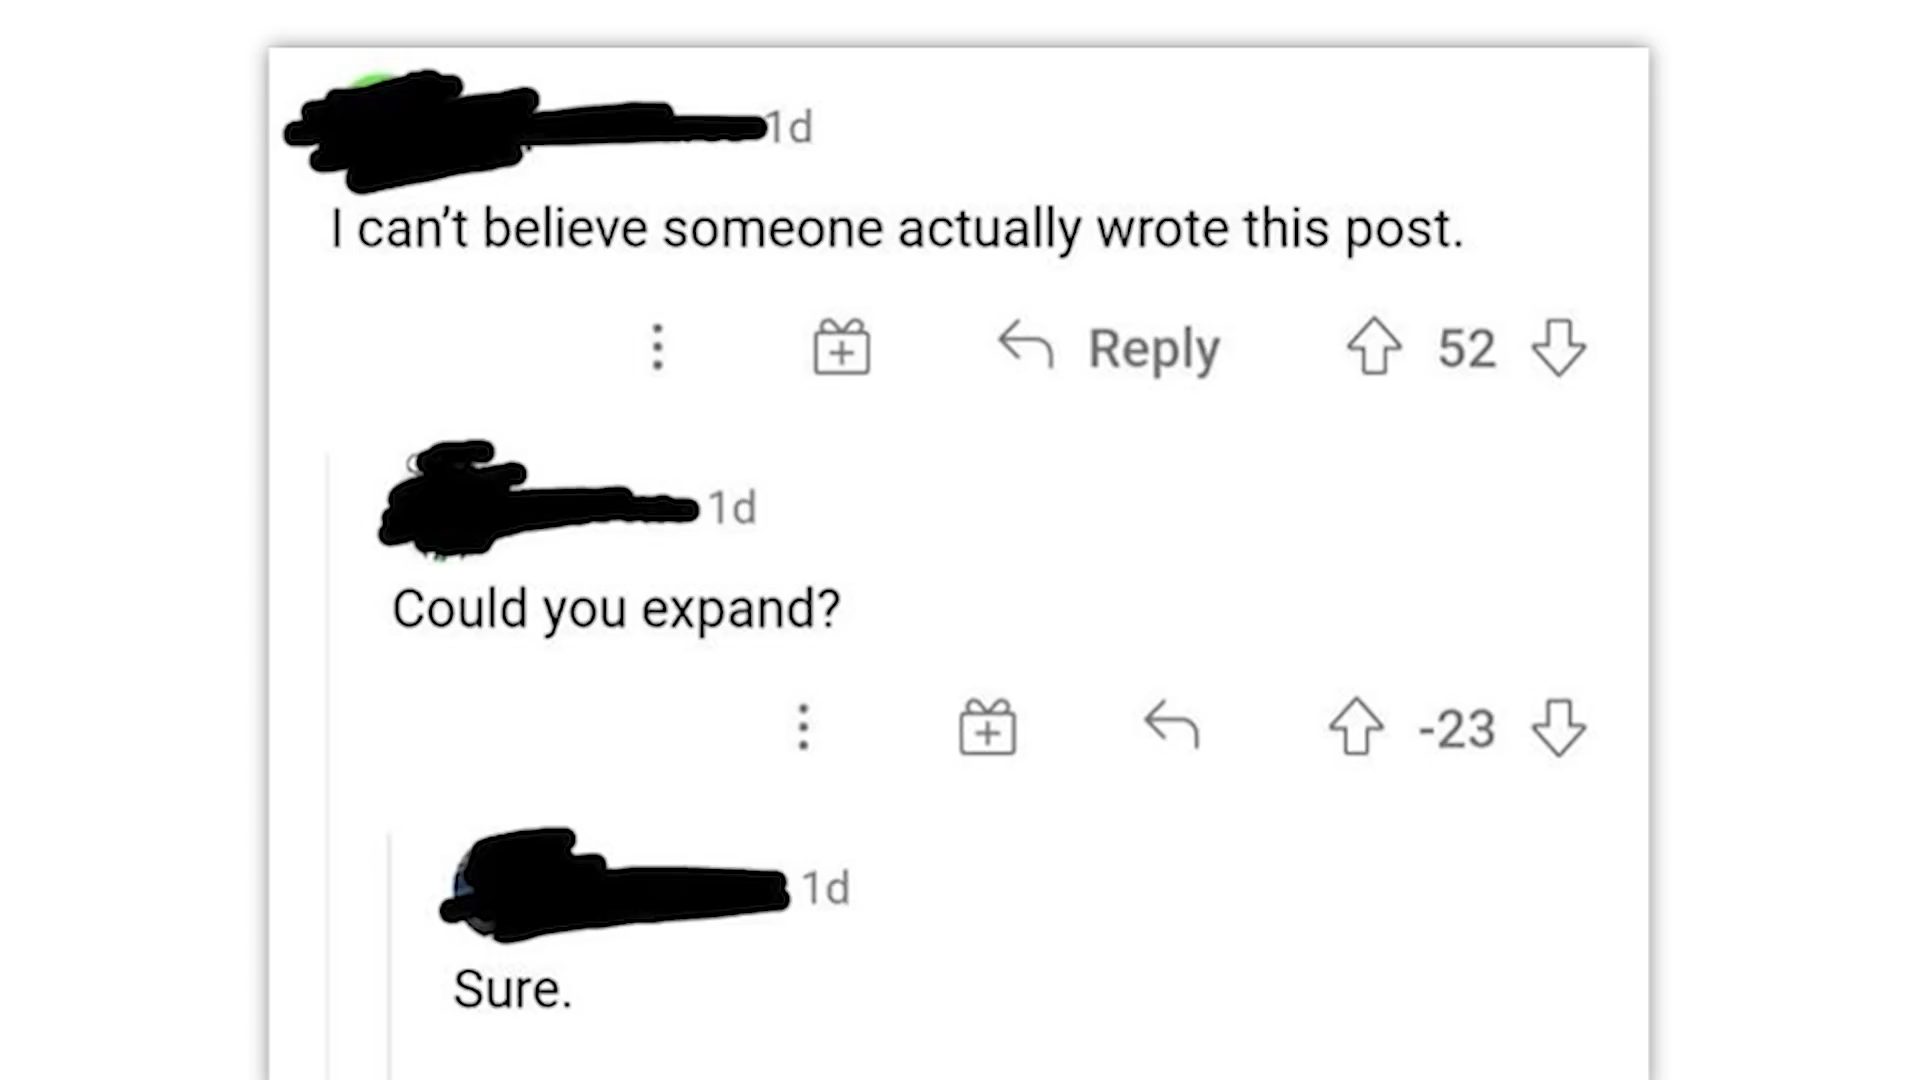 1d
I can’t believe someone actually wrote this post.
Reply 52
1d
Could you expand?
-23
1d
Sure.